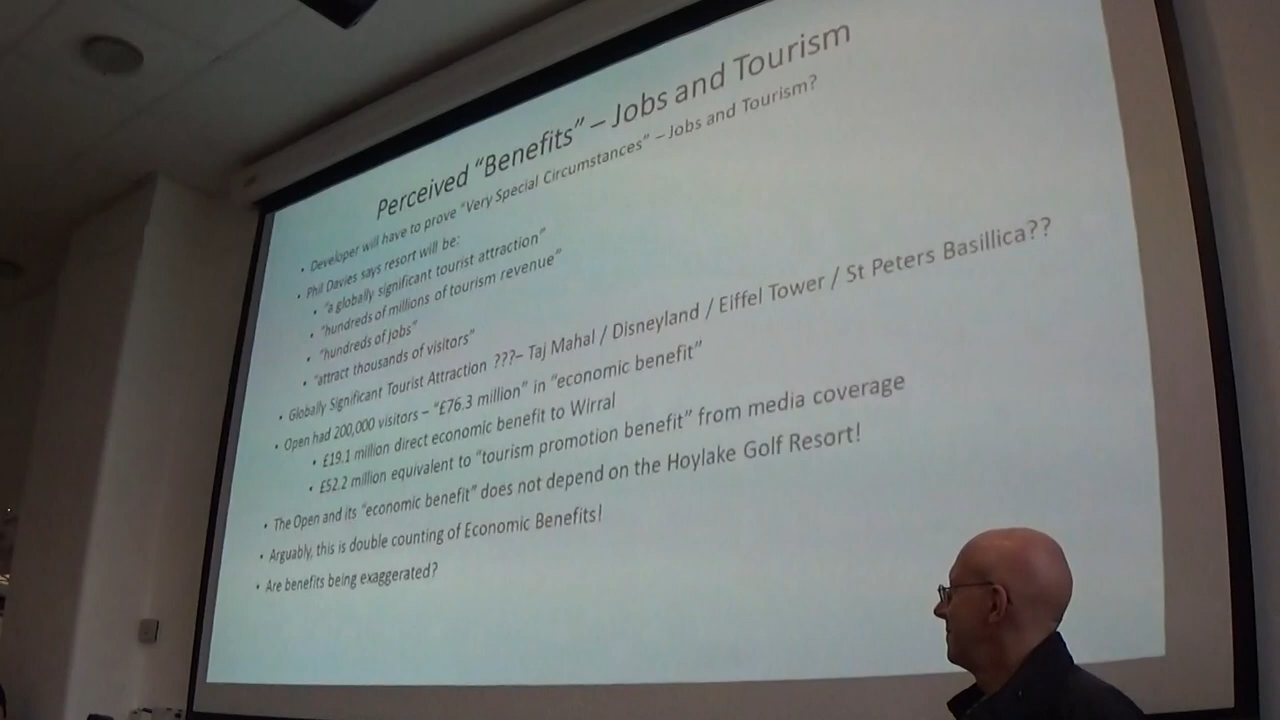 Perceived “Benefits” – Jobs and Tourism
• Developer will have to prove “Very Special Circumstances” – Jobs and Tourism?
• Phil Davies says resort will be:
• “a globally significant tourist attraction”
• “hundreds of millions of tourism revenue”
• “hundreds of jobs”
• “attract thousands of visitors”
• Globally Significant Tourist Attraction ???– Taj Mahal / Disneyland / Eiffel Tower / St Peters Basillica??
• Open had 200,000 visitors – “£76.3 million” in “economic benefit”
• £19.1 million direct economic benefit to Wirral
• £52.2 million equivalent to “tourism promotion benefit” from media coverage
• The Open and its “economic benefit” does not depend on the Hoylake Golf Resort!
• Arguably, this is double counting of Economic Benefits!
• Are benefits being exaggerated?